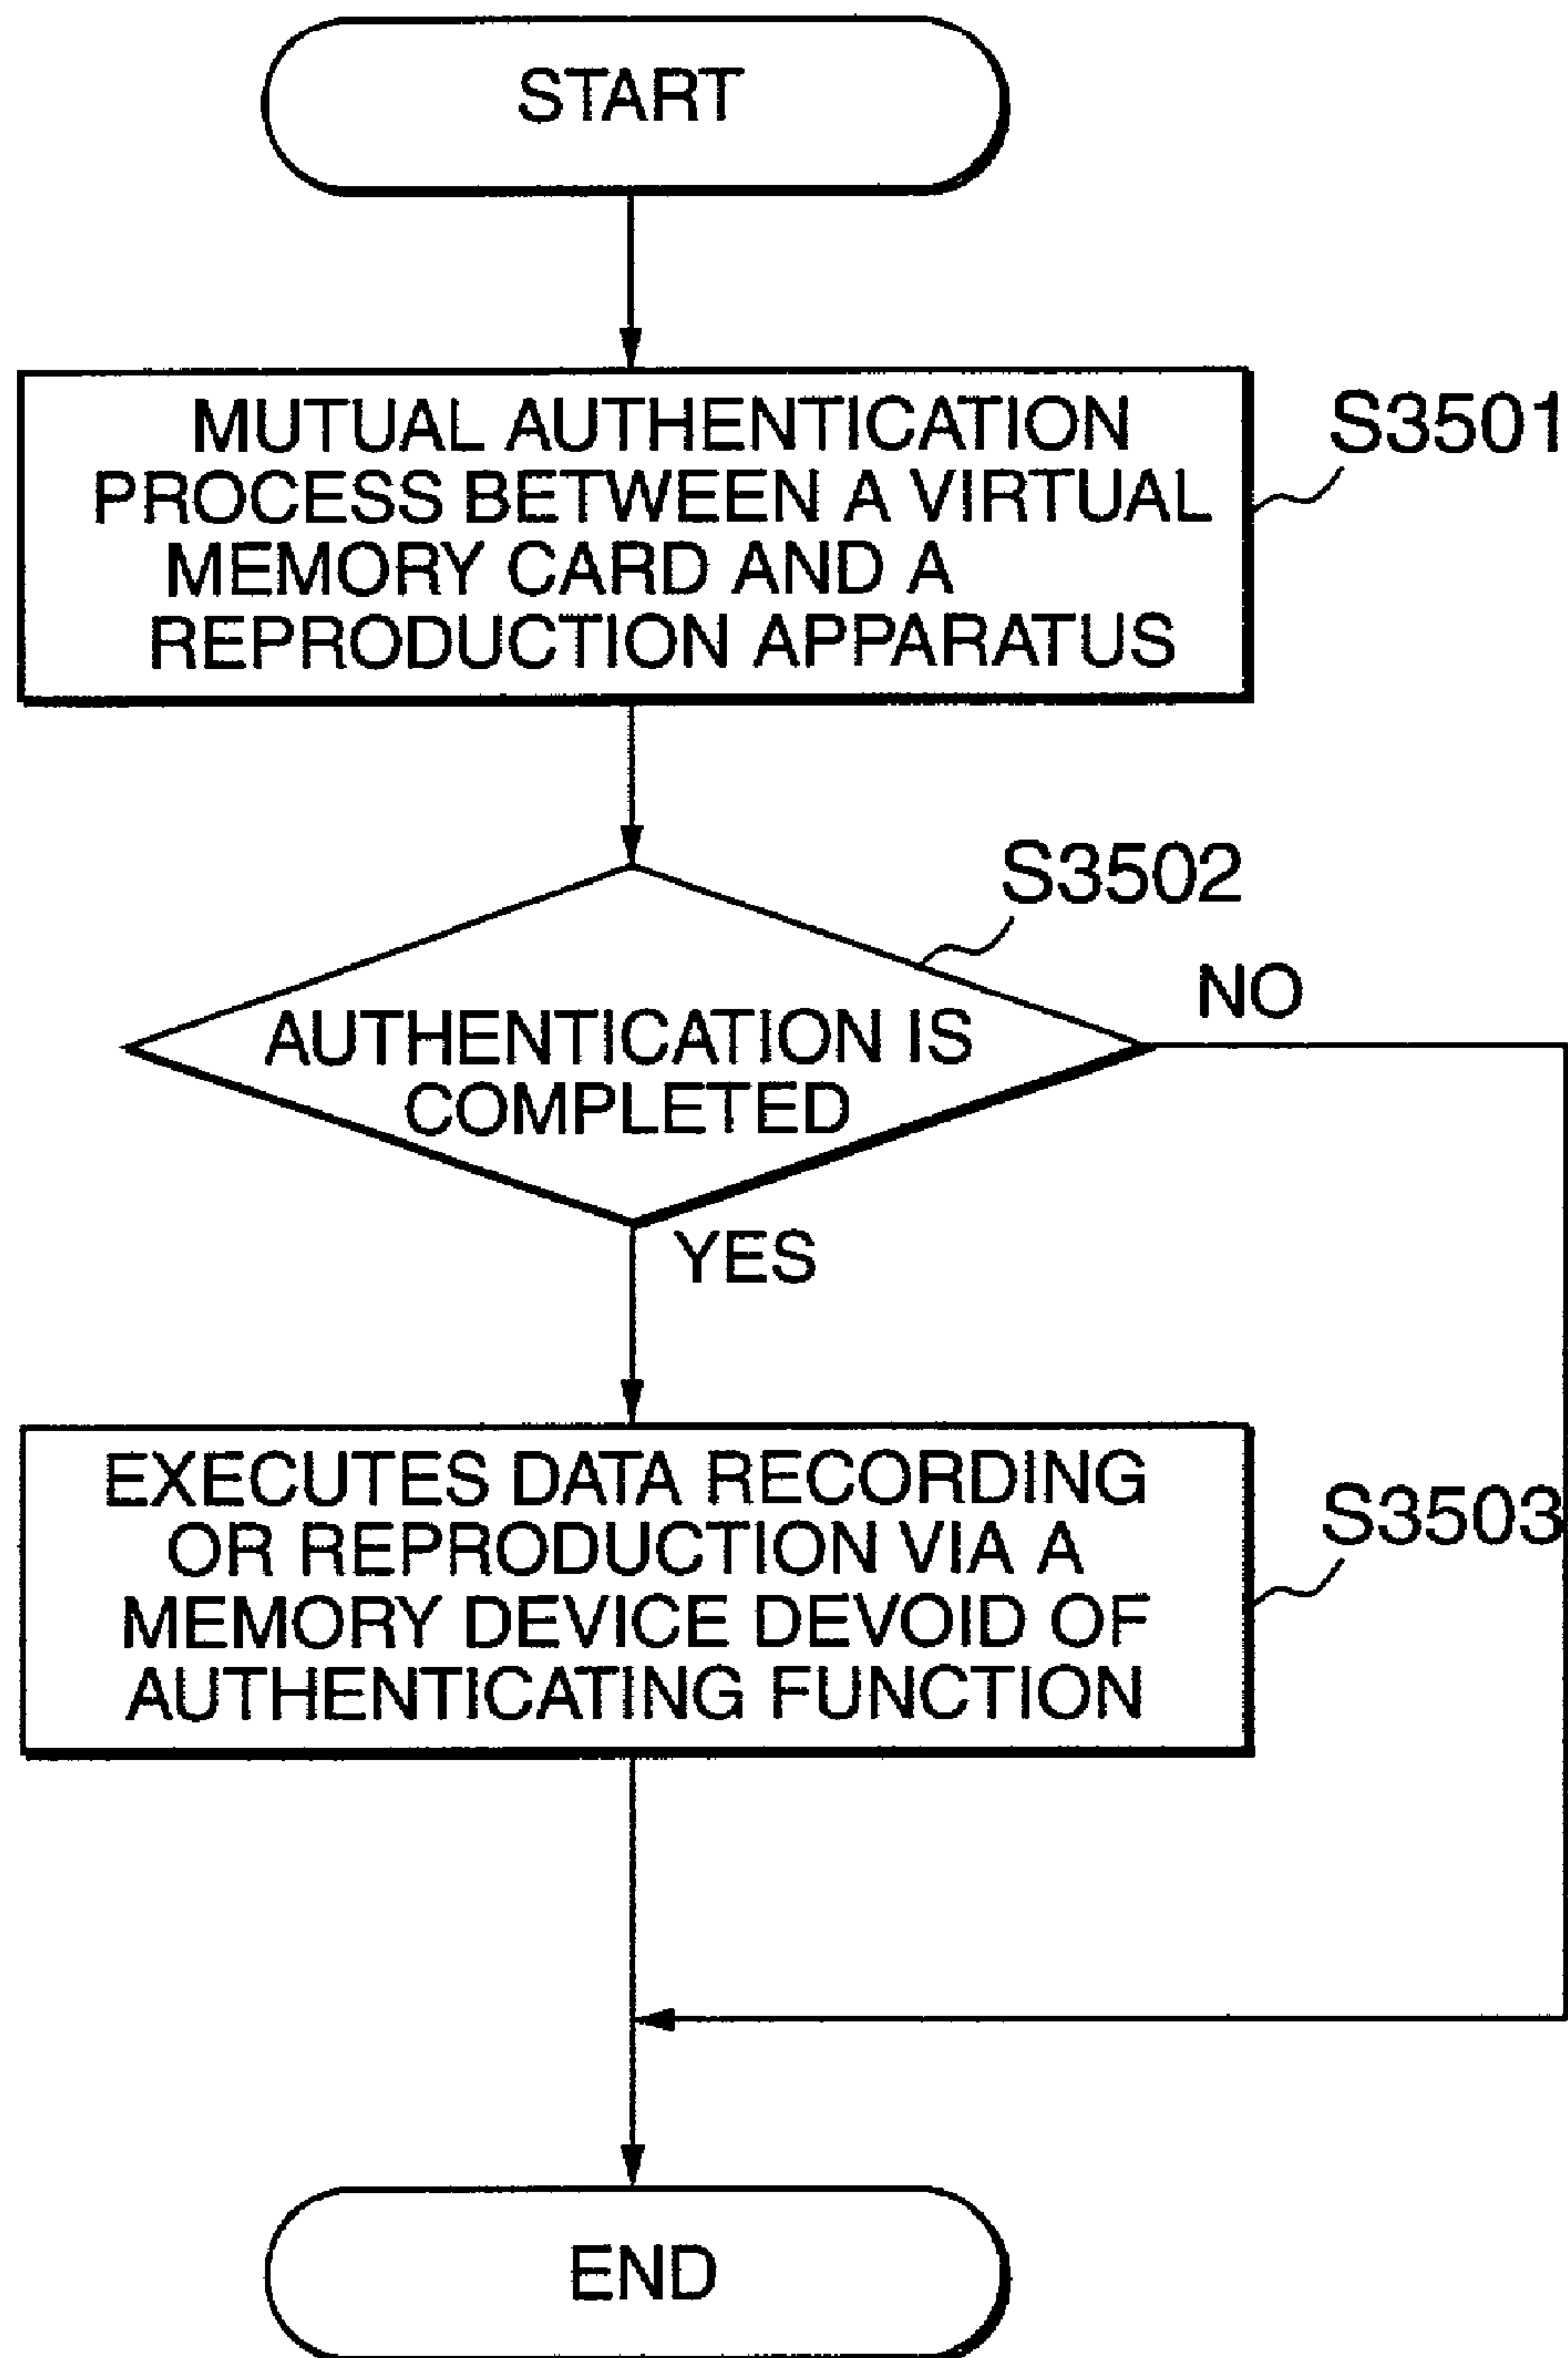 START
MUTUAL AUTHENTICATION
PROCESS BETWEEN A VIRTUAL
MEMORY CARD AND A
REPRODUCTION APPARATUS
S3501
S3502
AUTHENTICATION IS
COMPLETED
NO
YES
EXECUTES DATA RECORDING
OR REPRODUCTION VIA A
MEMORY DEVICE DEVOID OF
AUTHENTICATING FUNCTION
S3503
END